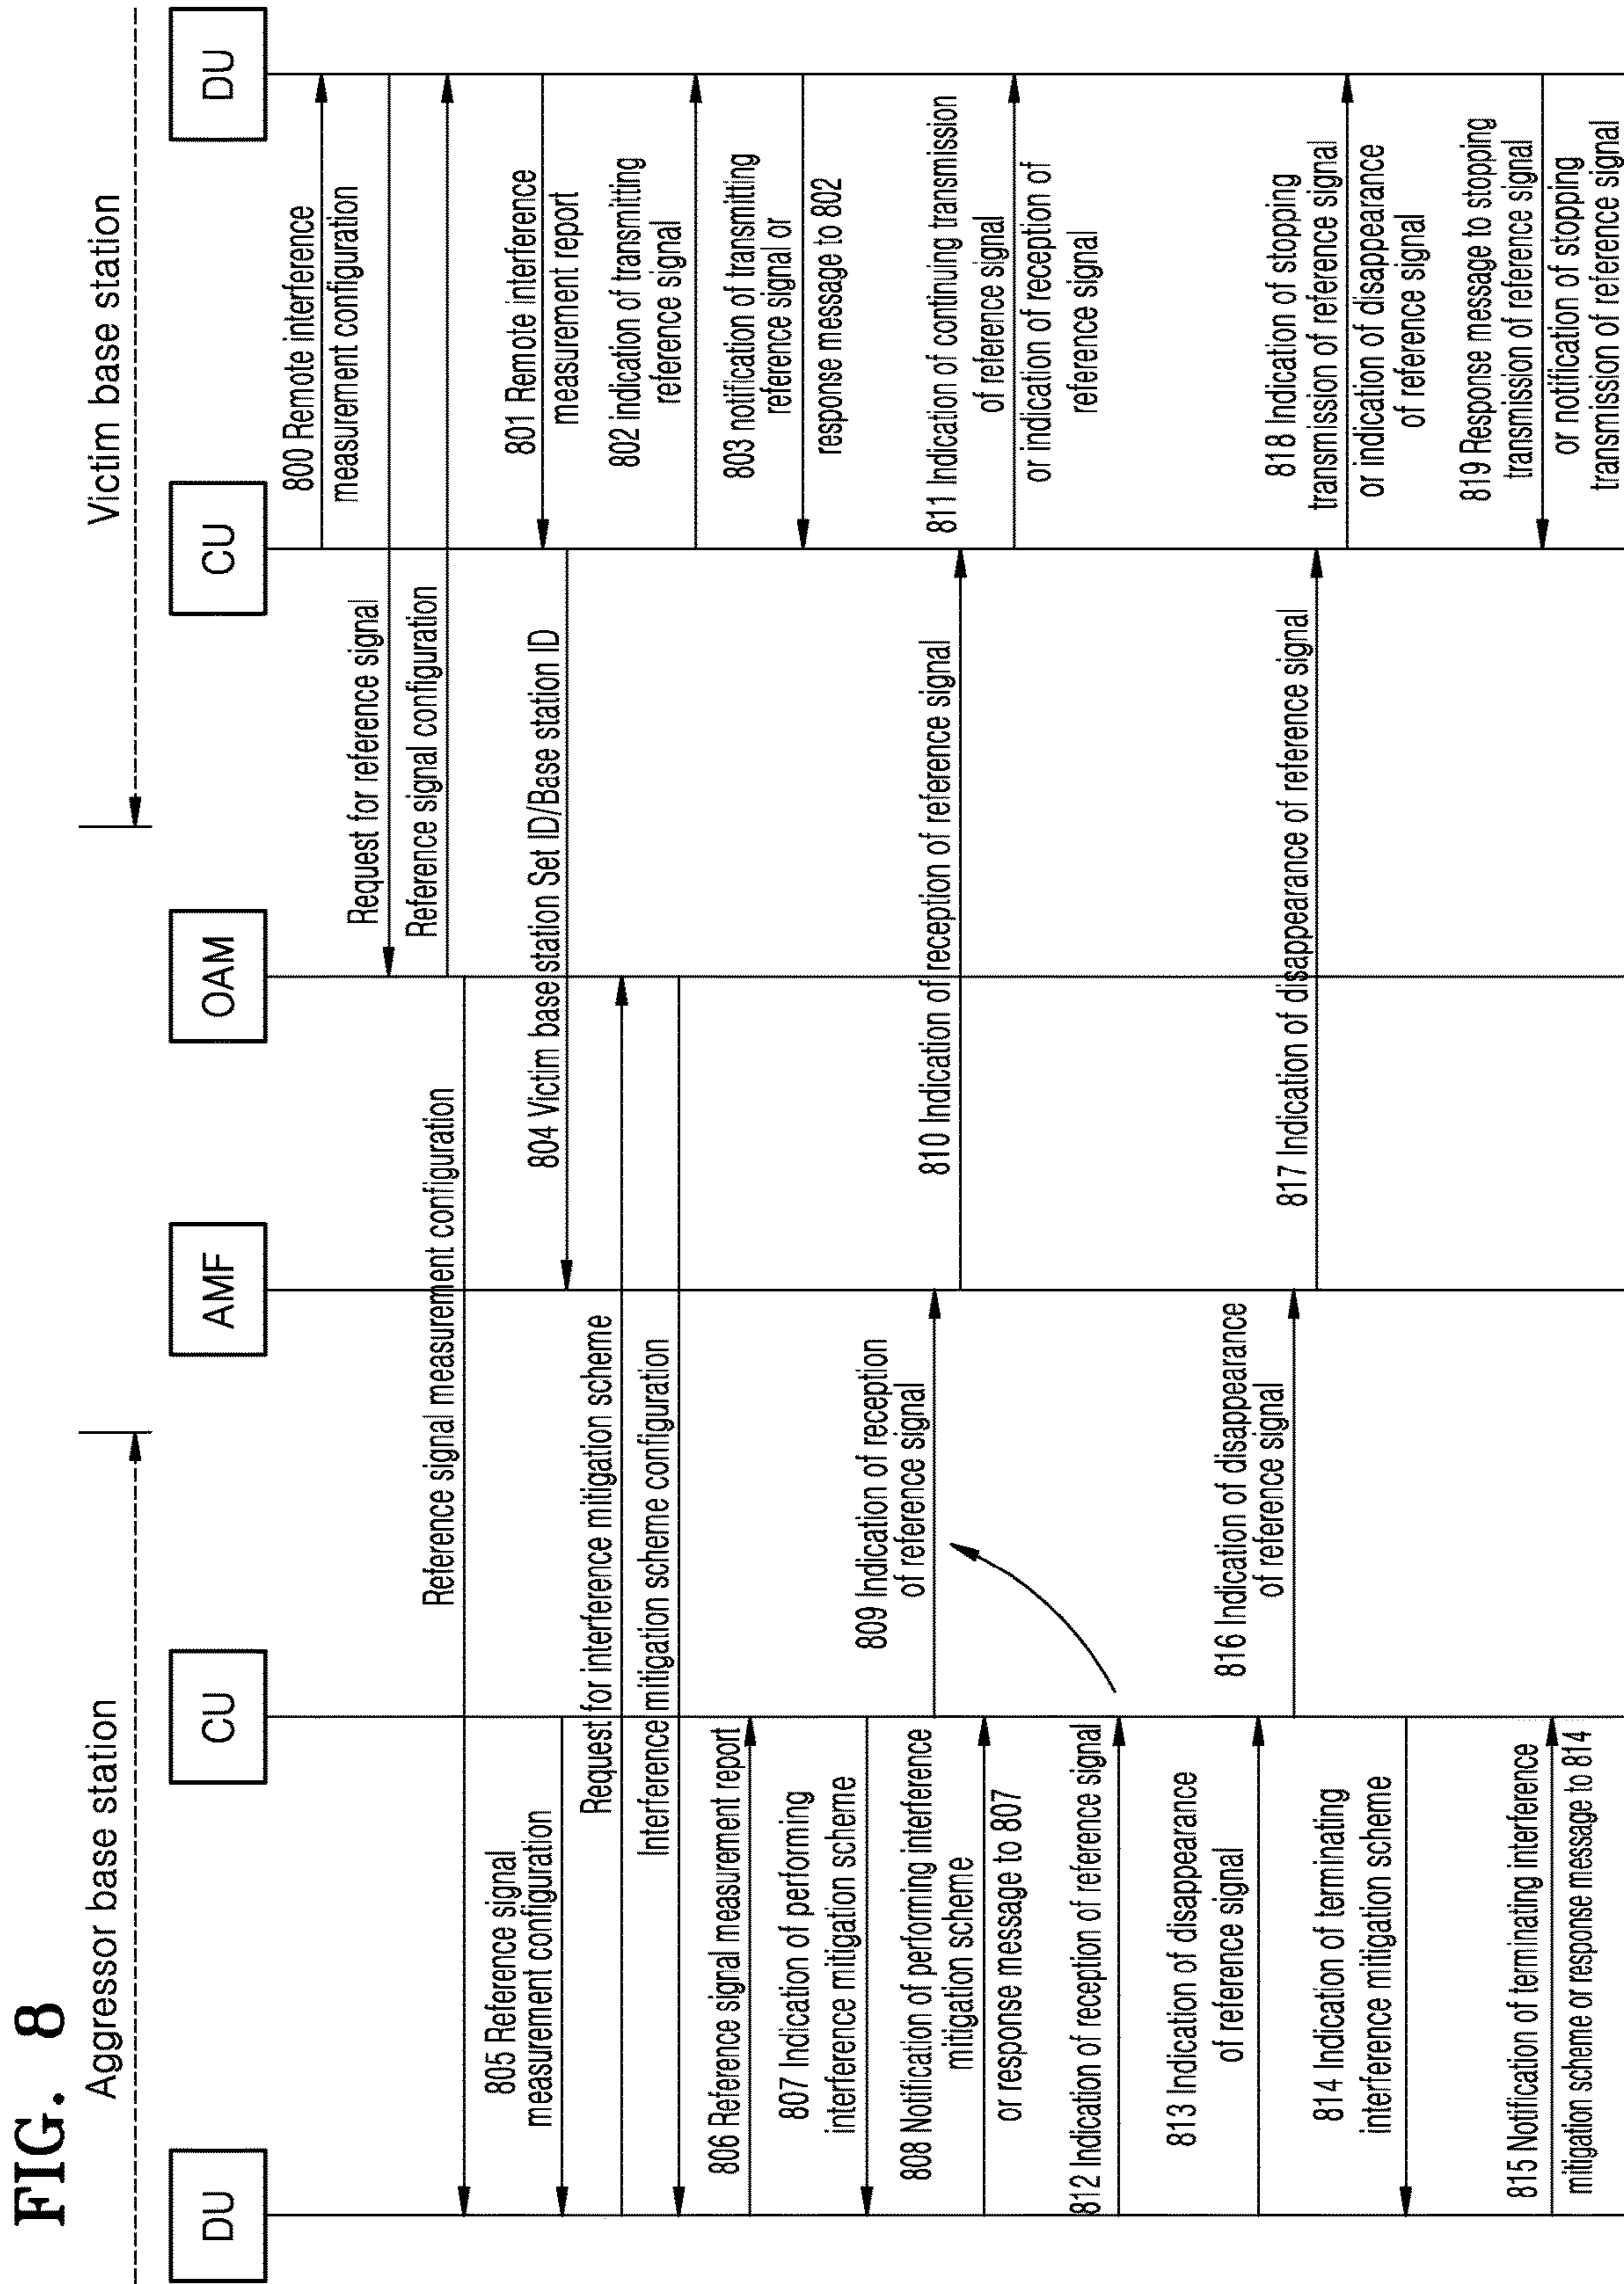 FIG. 8
Aggressor base station
Victim base station
DU
CU
AMF
OAM
CU
DU
800 Remote interference
measurement configuration
Request for reference signal
Reference signal configuration
Reference signal measurement configuration
801 Remote interference
measurement report
805 Reference signal
measurement configuration
804 Victim base station Set ID/Base station ID
Request for interference mitigation scheme
Interference mitigation scheme configuration
802 indication of transmitting
reference signal
806 Reference signal measurement report
803 notification of transmitting
reference signal or
response message to 802
807 Indication of performing
interference mitigation scheme
809 Indication of reception
of reference signal
810 Indication of reception of reference signal
808 Notification of performing interference
mitigation scheme
or response message to 807
811 Indication of continuing transmission
of reference signal
or indication of reception of
reference signal
812 Indication of reception of reference signal
813 Indication of disappearance
of reference signal
816 Indication of disappearance
of reference signal
817 Indication of disappearance of reference signal
818 Indication of stopping
transmission of reference signal
or indication of disappearance
of reference signal
814 Indication of terminating
interference mitigation scheme
819 Response message to stopping
transmission of reference signal
or notification of stopping
transmission of reference signal
815 Notification of terminating interference
mitigation scheme or response message to 814